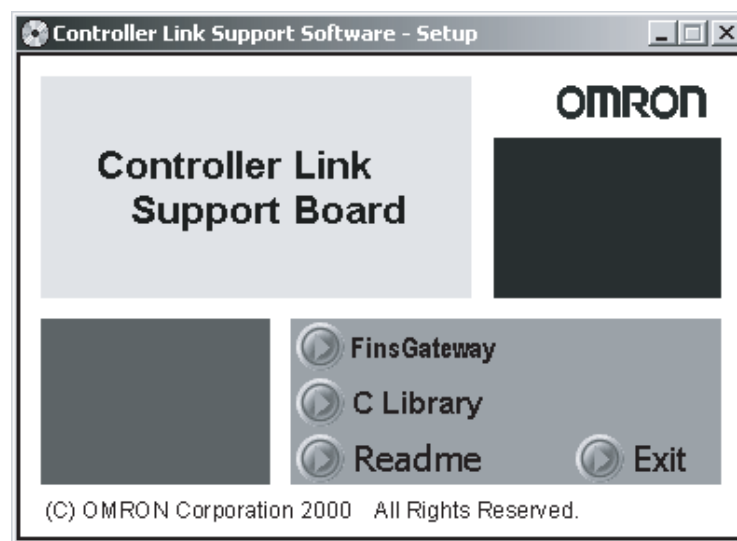 Controller Link Support Software - Setup
OMRON
Controller Link
Support Board
FinsGateway
C Library
Readme
Exit
(C) OMRON Corporation 2000 All Rights Reserved.